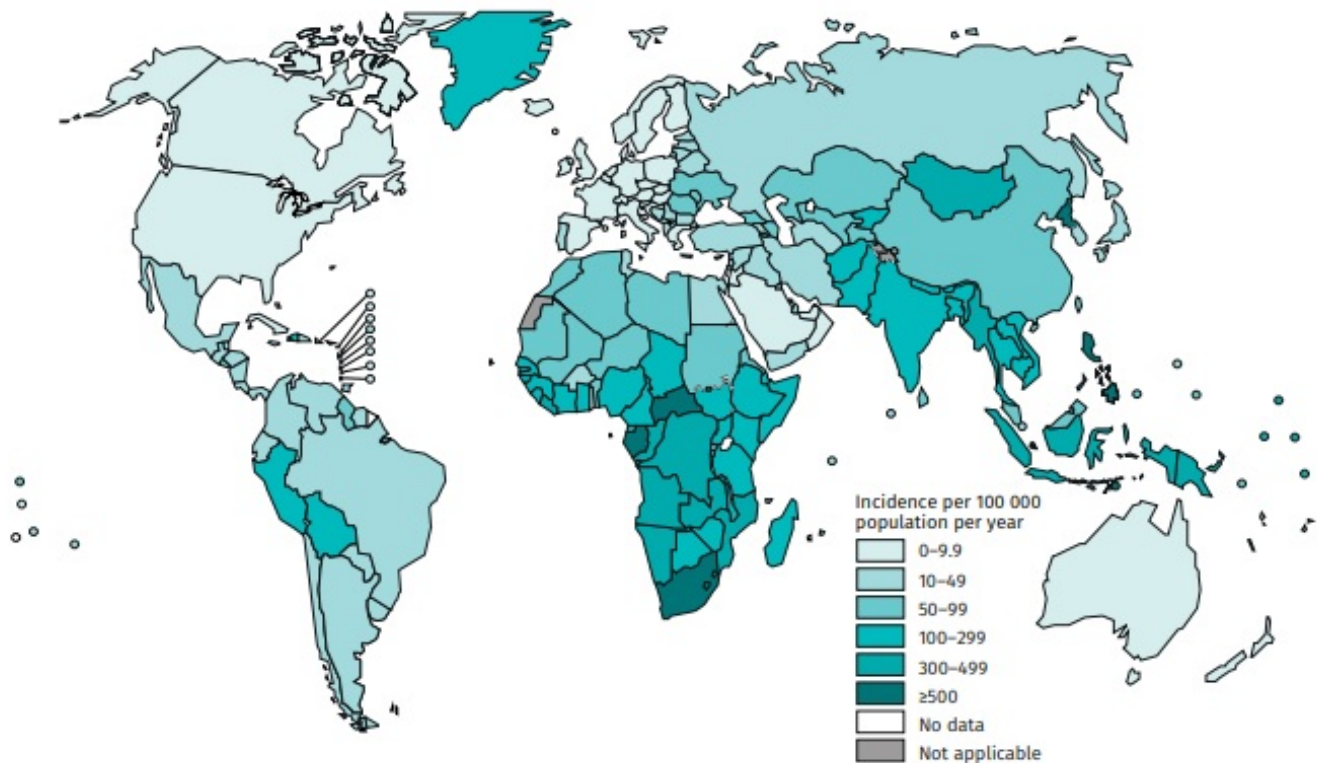 Incidence per 100 000
population per year
0–9.9
10–49
50–99
100–299
300–499
≥500
No data
Not applicable